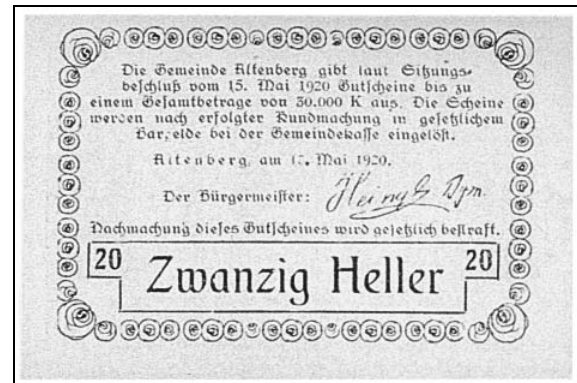 Die Gemeinde Altenberg gibt laut Sitzungs-
beschluß vom 15. Mai 1920 Gutscheine bis zu
einem Gesamtbetrage von 30.000 K aus. Die Scheine
werden nach erfolgter Kundmachung in gesetzlichem
Bargelde bei der Gemeindekasse eingelöst.
Altenberg, am Mai 1920.
Der Bürgermeister:
Nachmachung dieses Gutscheines wird gesetzlich bestraft.
20 Zwanzig Heller 20